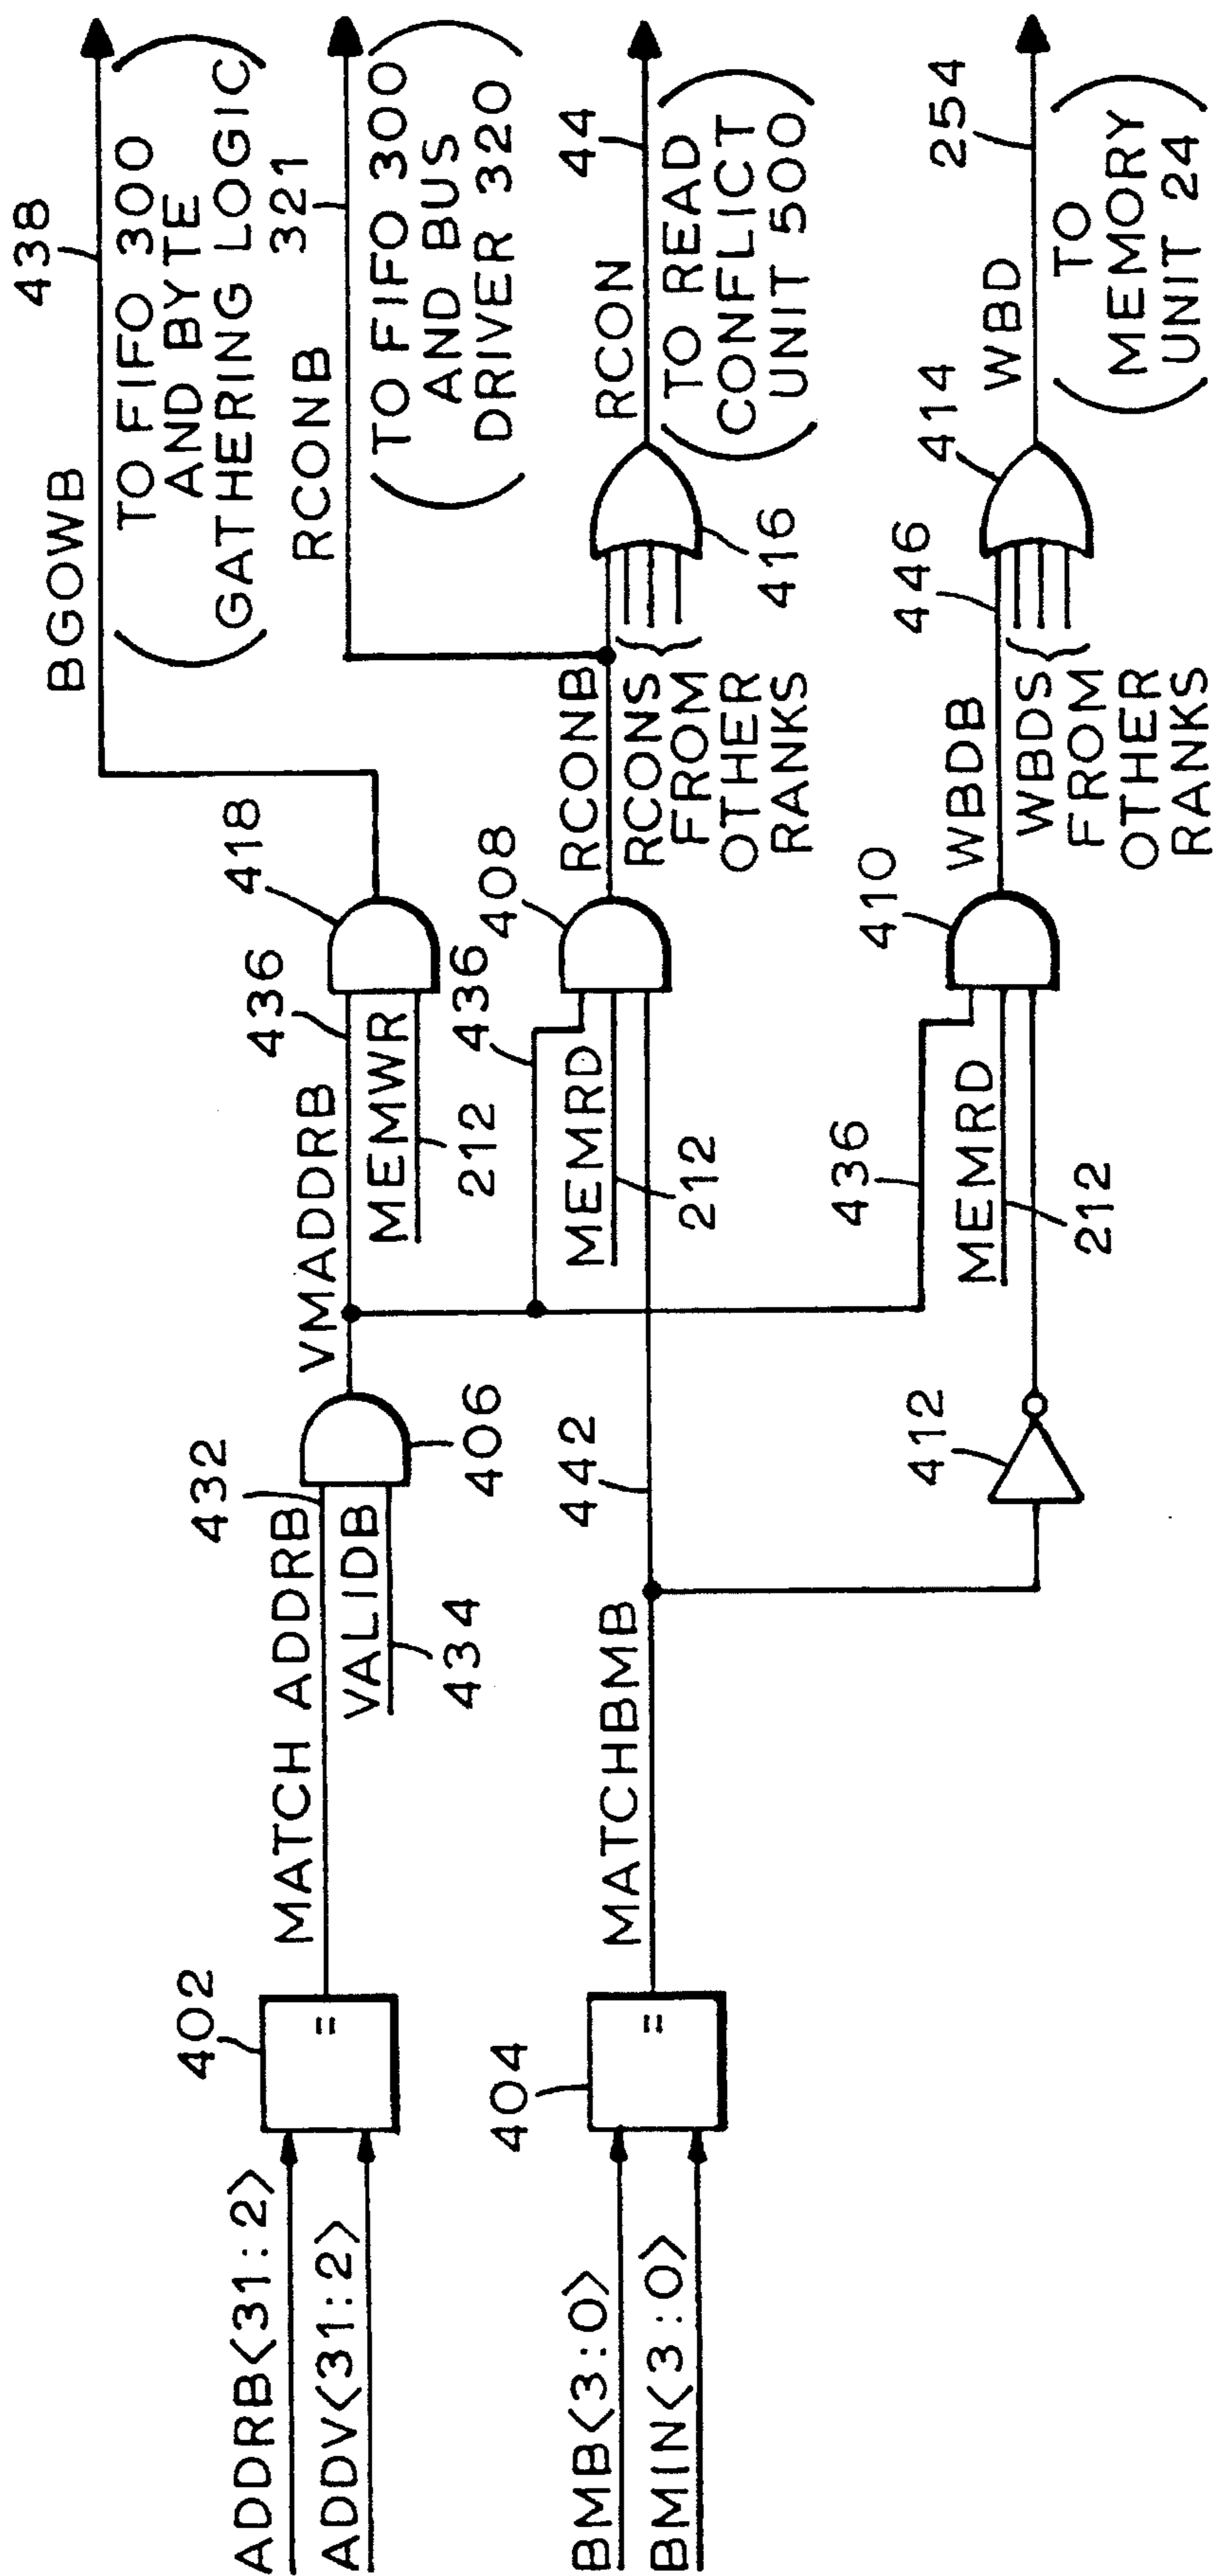 438
BGOWB
TO FIFO 300
AND BYTE
GATHERING LOGIC
321
RCONB
TO FIFO 300
AND BUS
DRIVER 320
44
RCON
TO READ
CONFLICT
UNIT 500
254
WBD
TO
MEMORY
UNIT 24
ADDRB<31:2>
ADDV<31:2>
402
=
MATCH ADDRB
432
VALIDB
434
406
VMADDRB
436
MEMWR
212
418
BMB<3:0>
BMIN<3:0>
404
=
MATCHBMB
442
436
MEMRD
212
408
RCONB
RCONS
FROM
OTHER
RANKS
416
412
436
MEMRD
212
410
WBDB
446
WBDS
FROM
OTHER
RANKS
414